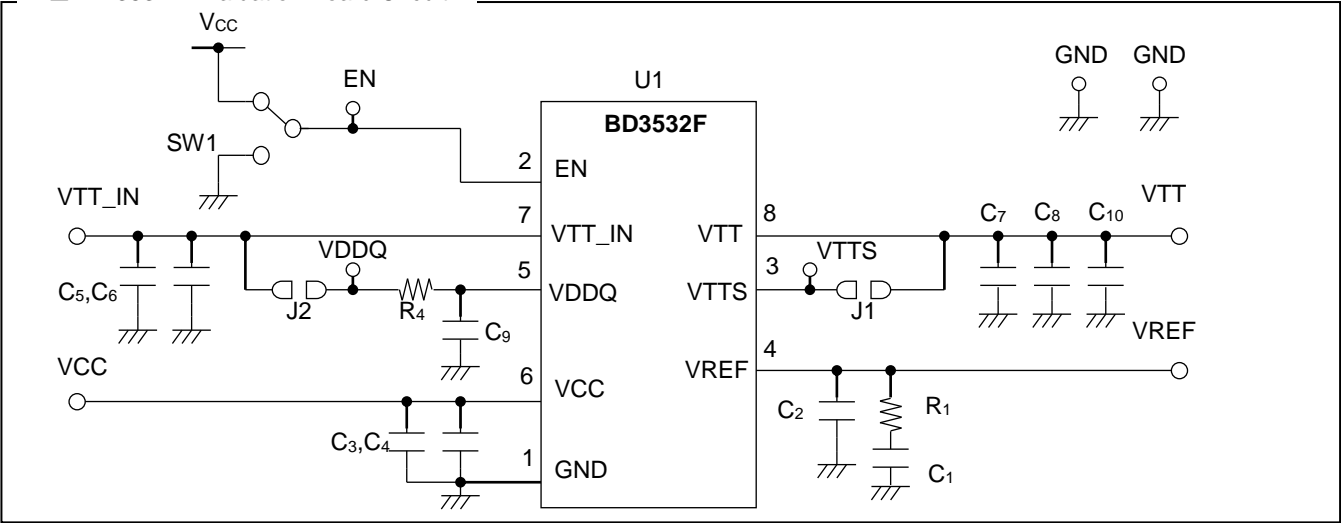 VCC
EN
SW1
U1
BD3532F
GND GND
2 EN
VTT_IN
7 VTT_IN
VTT 8
C7 C8 C10
VTT
VDDQ
5 VDDQ
VTTS 3
VTTS
C5,C6
J2
R4
C9
J1
VREF
VREF 4
VCC
6 VCC
C2
R1
C3,C4
1 GND
C1